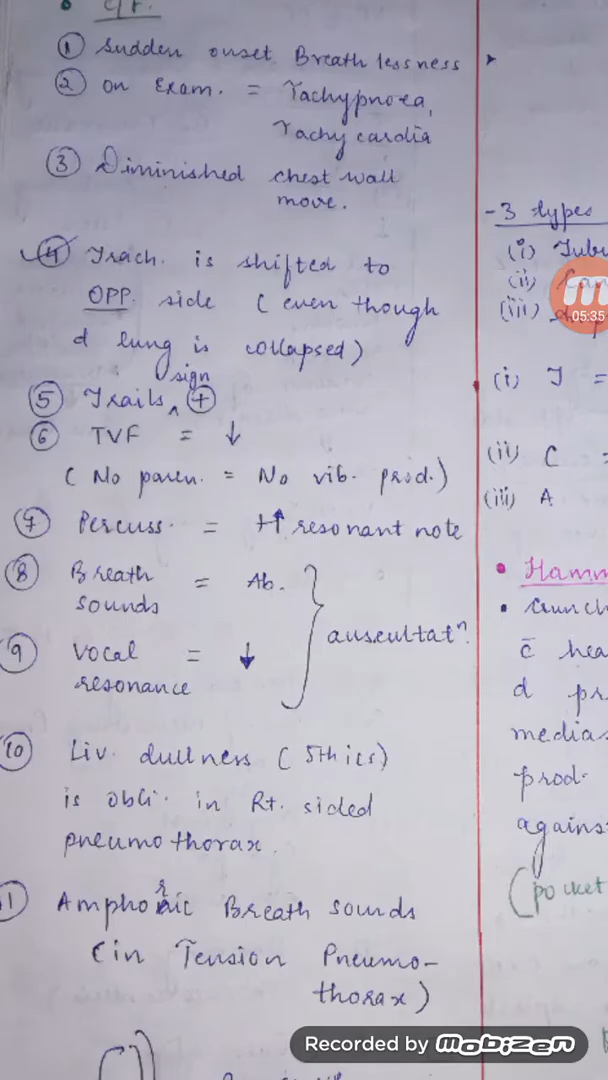 • C/F.
① Sudden onset Breathlessness
② on Exam. = Tachypnoea,
Tachycardia
③ Diminished chest wall
move.
④ Trach. is shifted to
OPP. side (even though
d lung is collapsed)
⑤ Trails sign ⊕
⑥ TVF = ↓
(No paren. = No vib. prod.)
⑦ Percuss. = ↑ resonant note
⑧ Breath
sounds = Ab.
⑨ Vocal
resonance = ↓
auscultatⁿ.
10 Liv. dullness (5th ics)
is obli. in Rt. sided
pneumothorax.
Amphoric Breath sounds
(in Tension Pneumo-
thorax)
- 3 types
(i)
(ii)
(iii)
(i) T =
(ii) C =
(iii) A
• Hamm
• Crunch
c̄ hea
d pr
medias
prod.
against
(pocket
05:35
Recorded by Mobizen